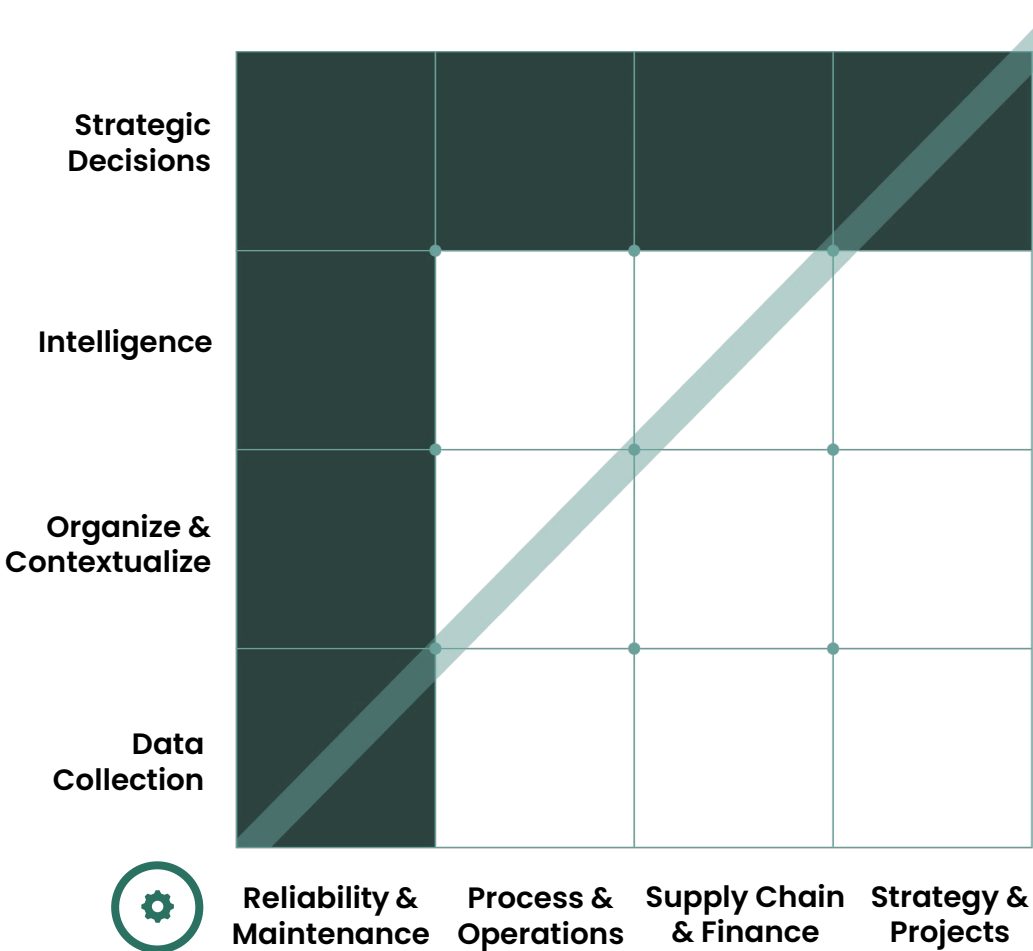 Strategic
Decisions
Intelligence
Organize &
Contextualize
Data
Collection
Reliability &
Maintenance
Process &
Operations
Supply Chain
& Finance
Strategy &
Projects